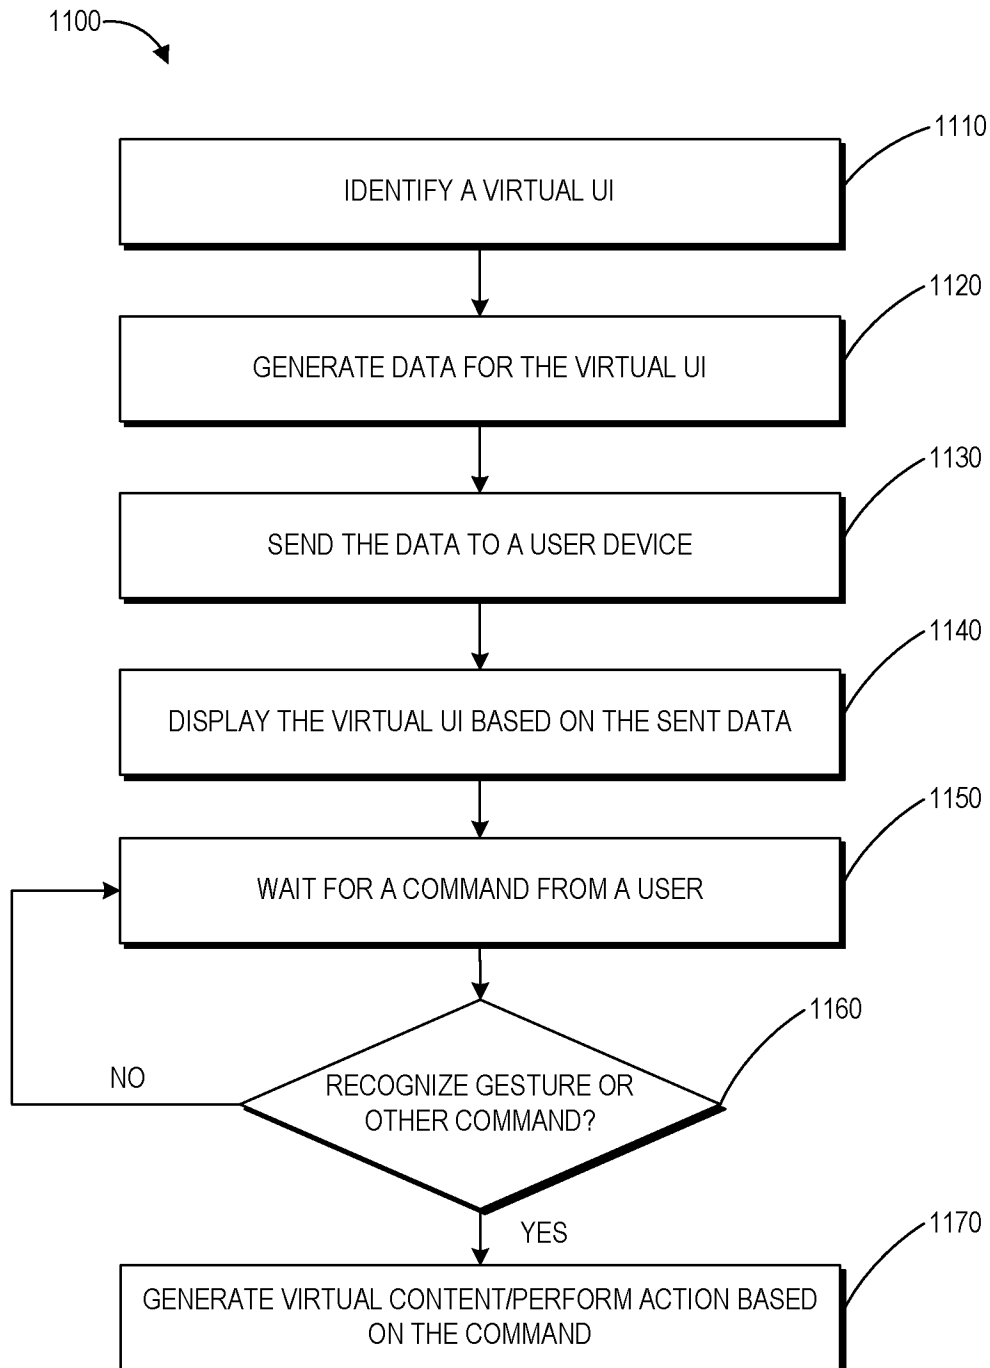 1100
1110
IDENTIFY A VIRTUAL UI
1120
GENERATE DATA FOR THE VIRTUAL UI
1130
SEND THE DATA TO A USER DEVICE
1140
DISPLAY THE VIRTUAL UI BASED ON THE SENT DATA
1150
WAIT FOR A COMMAND FROM A USER
1160
NO
RECOGNIZE GESTURE OR
OTHER COMMAND?
YES
1170
GENERATE VIRTUAL CONTENT/PERFORM ACTION BASED
ON THE COMMAND